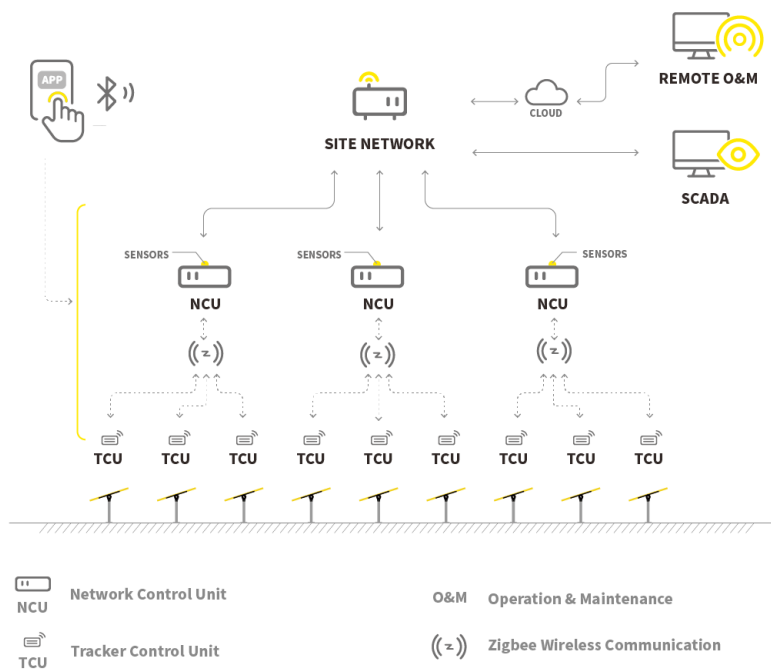 APP
REMOTE O&M
CLOUD
SITE NETWORK
SCADA
SENSORS
SENSORS
SENSORS
NCU
NCU
NCU
TCU
TCU
TCU
TCU
TCU
TCU
TCU
TCU
TCU
NCU
Network Control Unit
O&M
Operation & Maintenance
TCU
Tracker Control Unit
Zigbee Wireless Communication